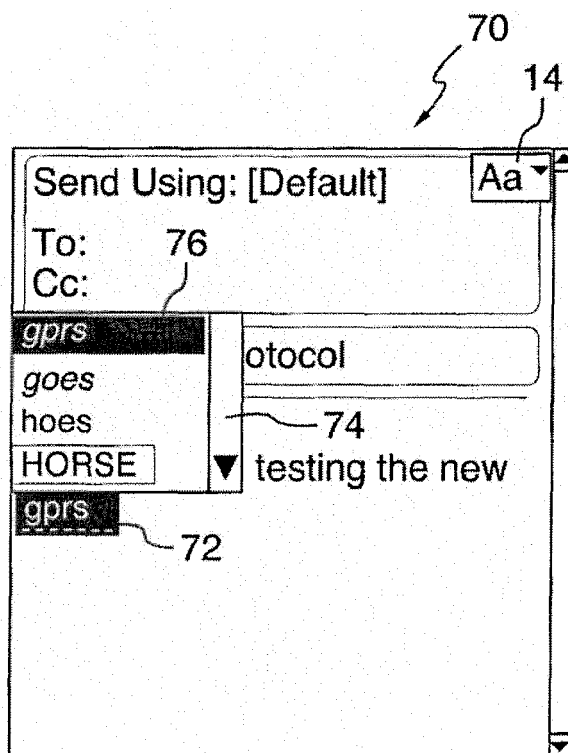 70
14
Send Using: [Default]
Aa
To:
76
Cc:
gprs
otocol
goes
hoes
74
HORSE
testing the new
gprs
72